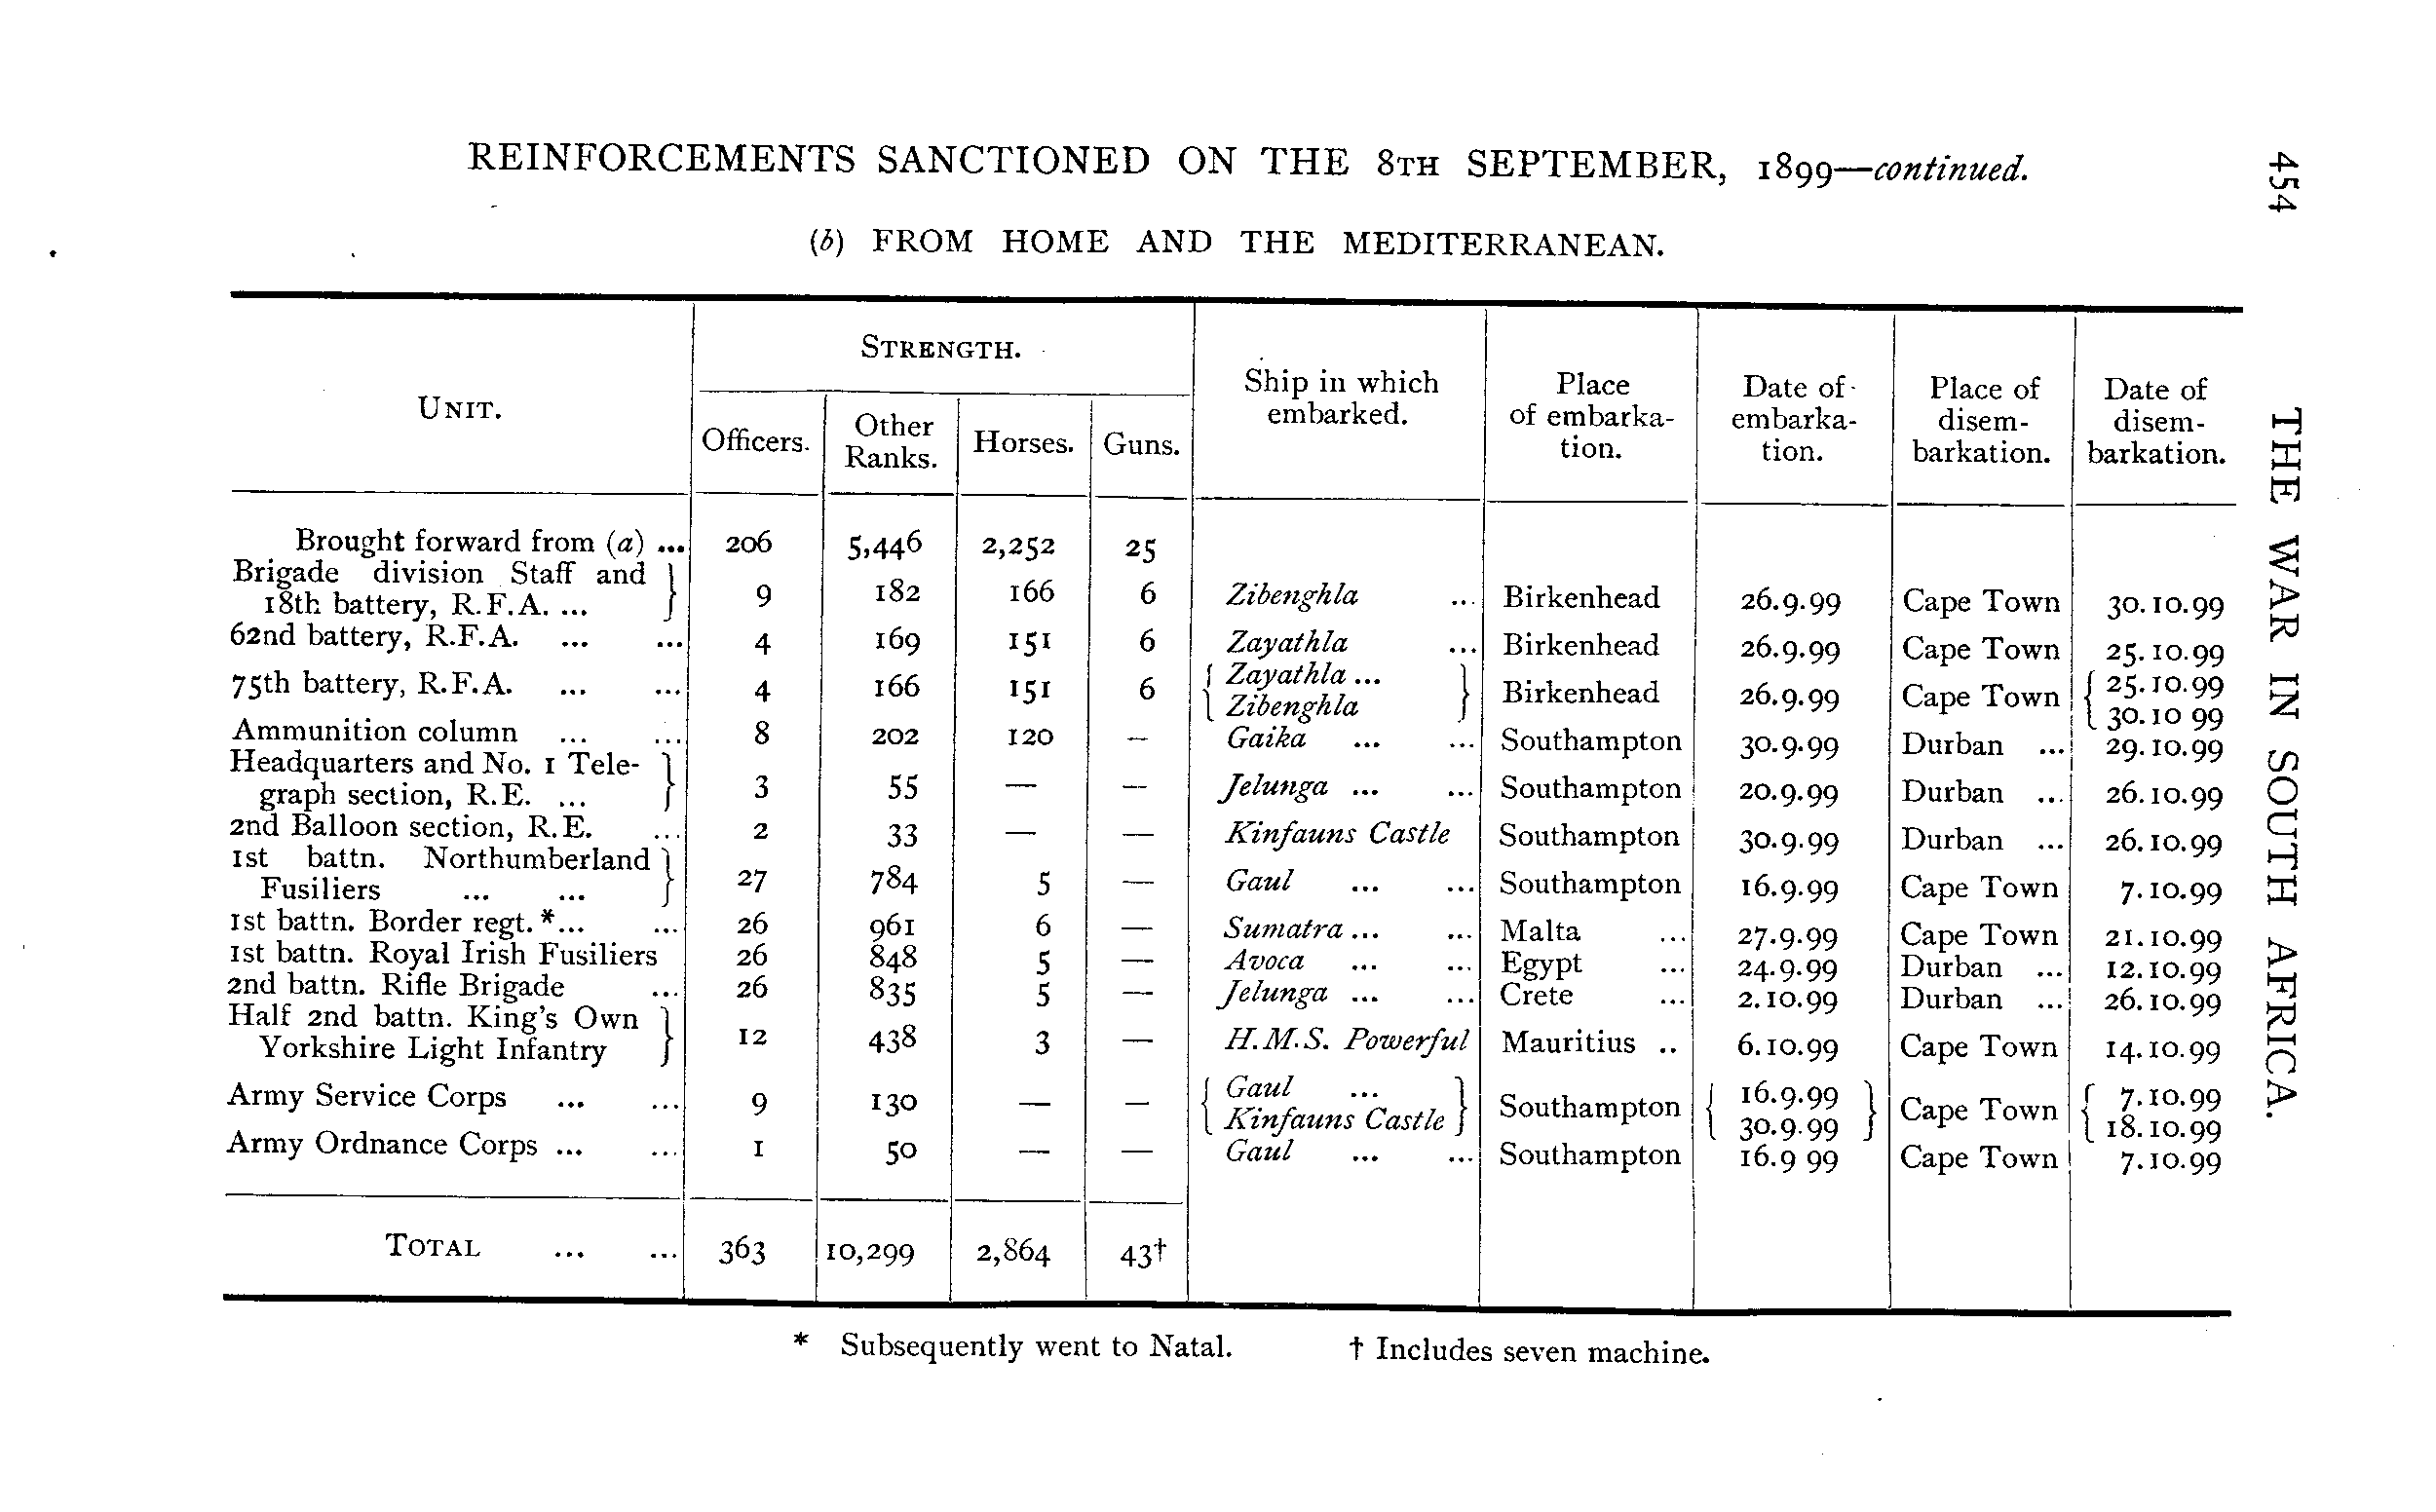 REINFORCEMENTS SANCTIONED ON THE 8TH SEPTEMBER, 1899—continued.
454
(b) FROM HOME AND THE MEDITERRANEAN.
THE WAR IN SOUTH AFRICA.
UNIT. STRENGTH. Ship in which embarked. Place of embarka- tion. Date of embarka- tion. Place of disem- barkation. Date of disem- barkation.
Officers. Other Ranks. Horses. Guns.
Brought forward from (a) ... 206 5,446 2,252 25
Brigade division Staff and
18th battery, R.F.A. ... } 9 182 166 6 Zibenghla ... Birkenhead 26.9.99 Cape Town 30.10.99
62nd battery, R.F.A. ... ... 4 169 151 6 Zayathla ... Birkenhead 26.9.99 Cape Town 25.10.99
75th battery, R.F.A. ... ... 4 166 151 6 { Zayathla ... Zibenghla } Birkenhead 26.9.99 Cape Town { 25.10.99 30.10 99
Ammunition column ... ... 8 202 120 — Gaika ... ... Southampton 30.9.99 Durban ... 29.10.99
Headquarters and No. 1 Tele-
graph section, R.E. ... } 3 55 — — Jelunga ... ... Southampton 20.9.99 Durban ... 26.10.99
2nd Balloon section, R.E. ... 2 33 — — Kinfauns Castle Southampton 30.9.99 Durban ... 26.10.99
1st battn. Northumberland
Fusiliers ... ... } 27 784 5 — Gaul ... ... Southampton 16.9.99 Cape Town 7.10.99
1st battn. Border regt.*... ... 26 961 6 — Sumatra ... ... Malta ... 27.9.99 Cape Town 21.10.99
1st battn. Royal Irish Fusiliers 26 848 5 — Avoca ... ... Egypt ... 24.9.99 Durban ... 12.10.99
2nd battn. Rifle Brigade ... 26 835 5 — Jelunga ... ... Crete ... 2.10.99 Durban ... 26.10.99
Half 2nd battn. King's Own
Yorkshire Light Infantry } 12 438 3 — H.M.S. Powerful Mauritius .. 6.10.99 Cape Town 14.10.99
Army Service Corps ... ... 9 130 — — { Gaul ... Kinfauns Castle } Southampton { 16.9.99 30.9.99 } Cape Town { 7.10.99 18.10.99
Army Ordnance Corps ... ... 1 50 — — Gaul ... ... Southampton 16.9 99 Cape Town 7.10.99
TOTAL ... ... 363 10,299 2,864 43†
* Subsequently went to Natal. † Includes seven machine.